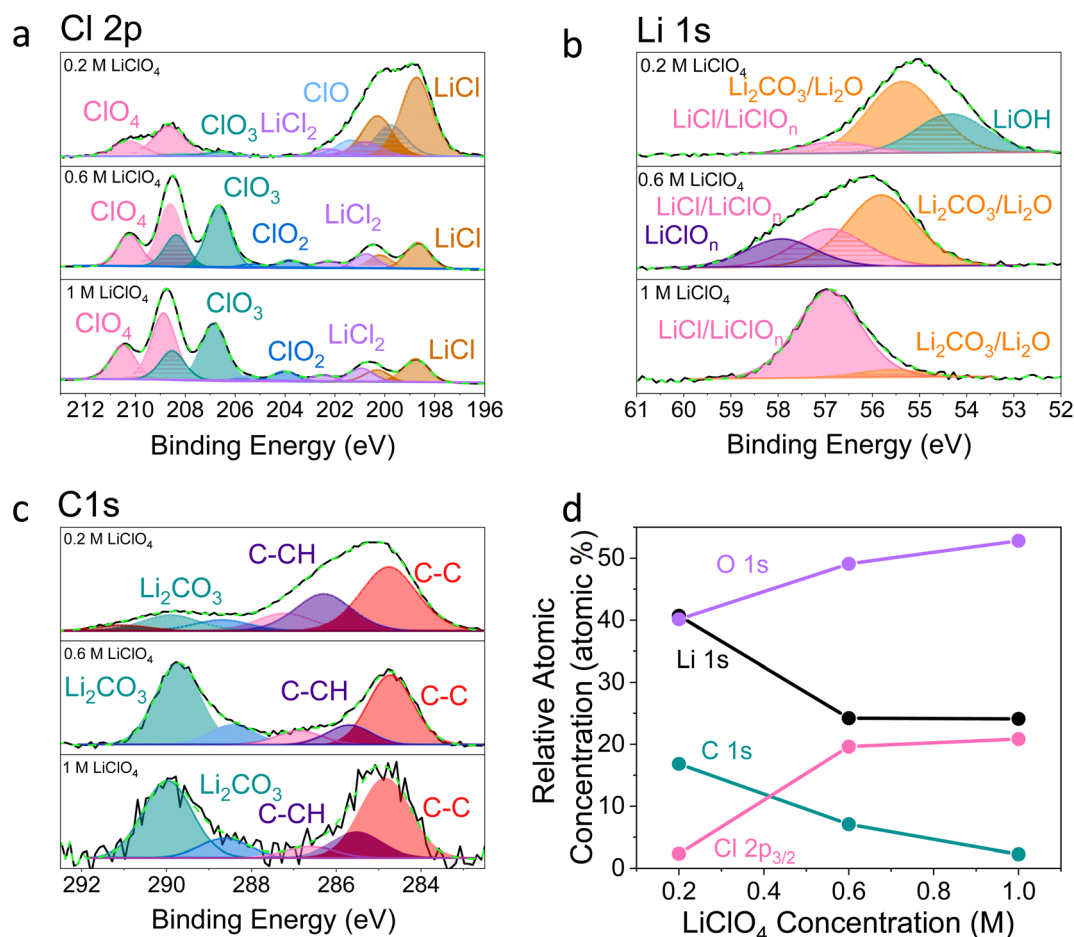 a
Cl 2p
0.2 M LiClO₄
ClO₄
ClO₃
LiCl₂
ClO
LiCl
0.6 M LiClO₄
ClO₄
ClO₃
ClO₂
LiCl₂
LiCl
1 M LiClO₄
ClO₄
ClO₃
ClO₂
LiCl₂
LiCl
212 210 208 206 204 202 200 198 196
Binding Energy (eV)
b
Li 1s
0.2 M LiClO₄
Li₂CO₃/Li₂O
LiCl/LiClOₙ
LiOH
0.6 M LiClO₄
LiCl/LiClOₙ
LiClOₙ
Li₂CO₃/Li₂O
1 M LiClO₄
LiCl/LiClOₙ
Li₂CO₃/Li₂O
61 60 59 58 57 56 55 54 53 52
Binding Energy (eV)
c
C1s
0.2 M LiClO₄
C-CH
Li₂CO₃
C-C
0.6 M LiClO₄
Li₂CO₃
C-CH
C-C
1 M LiClO₄
Li₂CO₃
C-CH
C-C
292 290 288 286 284
Binding Energy (eV)
d
Relative Atomic
Concentration (atomic %)
50
40
30
20
10
0
O 1s
Li 1s
C 1s
Cl 2p₃/₂
0.2 0.4 0.6 0.8 1.0
LiClO₄ Concentration (M)